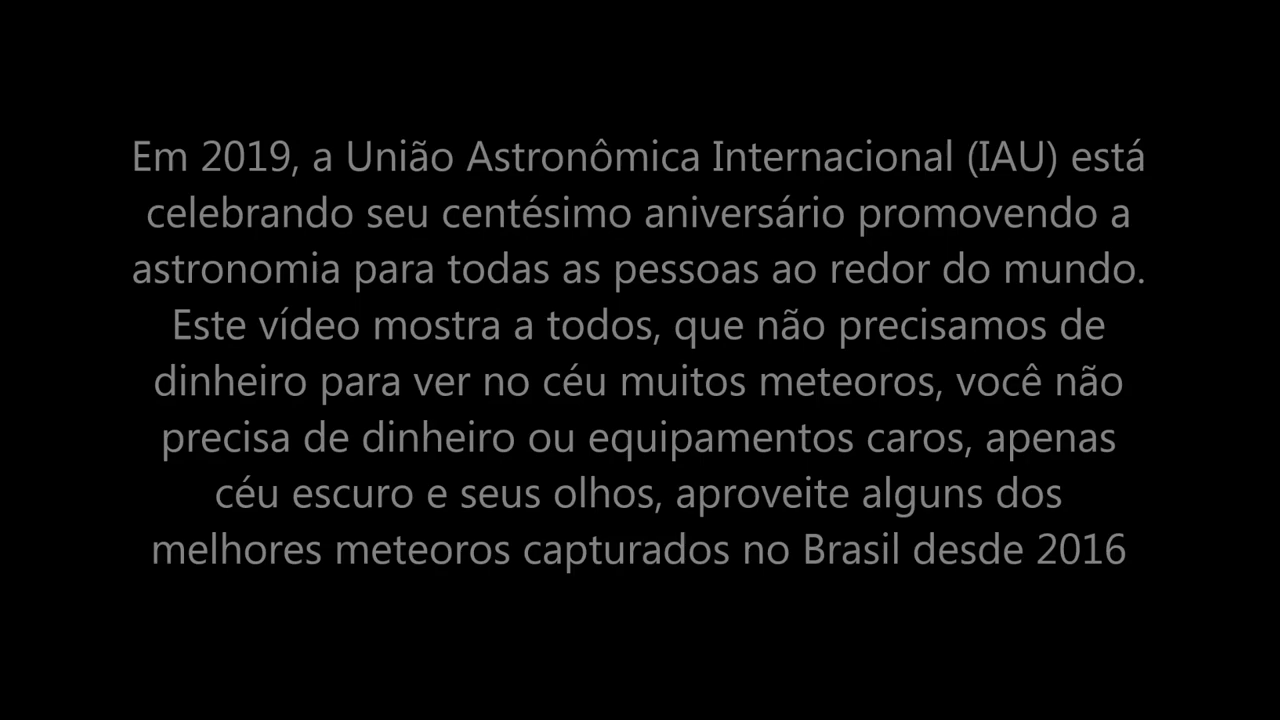 Em 2019, a União Astronômica Internacional (IAU) está
celebrando seu centésimo aniversário promovendo a
astronomia para todas as pessoas ao redor do mundo.
Este vídeo mostra a todos, que não precisamos de
dinheiro para ver no céu muitos meteoros, você não
precisa de dinheiro ou equipamentos caros, apenas
céu escuro e seus olhos, aproveite alguns dos
melhores meteoros capturados no Brasil desde 2016